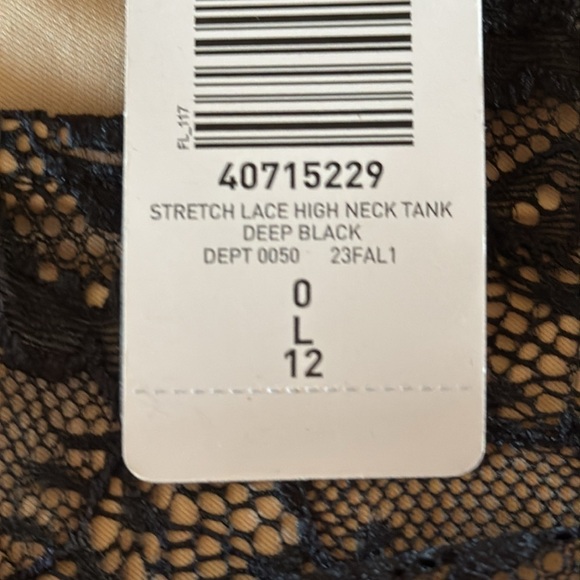 FL_117
40715229
STRETCH LACE HIGH NECK TANK
DEEP BLACK
DEPT 0050 23FAL1
0
L
12